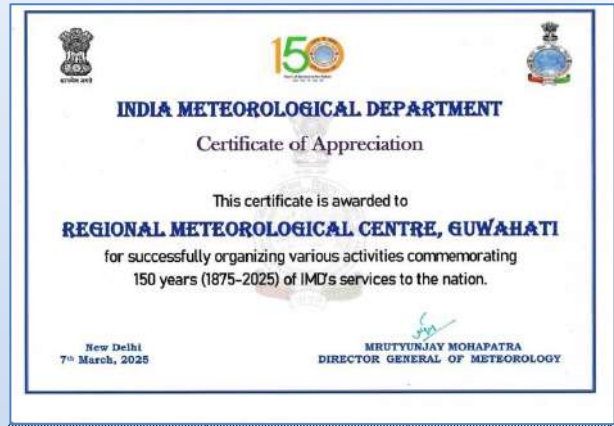 150
INDIA METEOROLOGICAL DEPARTMENT
Certificate of Appreciation
This certificate is awarded to
REGIONAL METEOROLOGICAL CENTRE, GUWAHATI
for successfully organizing various activities commemorating
150 years (1875-2025) of IMD's services to the nation.
New Delhi
7th March, 2025
MRUTYUNJAY MOHAPATRA
DIRECTOR GENERAL OF METEOROLOGY